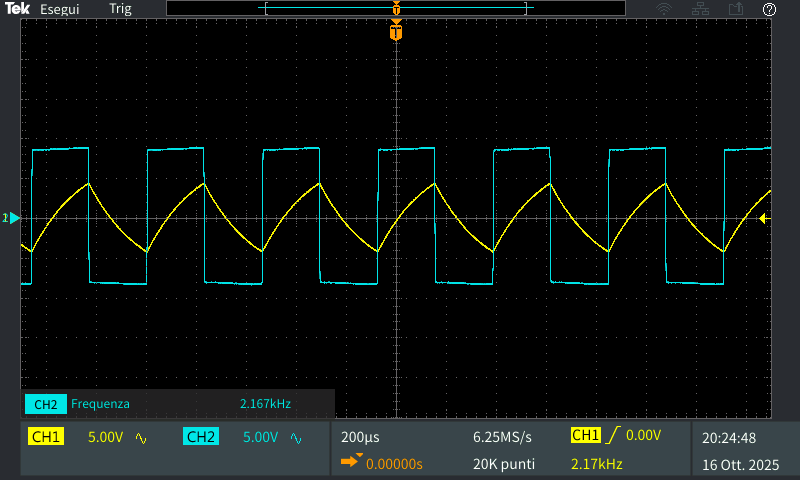 Tek Esegui Trig T ?
T
1
CH2 Frequenza 2.167kHz
CH1 5.00V CH2 5.00V 200µs 6.25MS/s CH1 0.00V 20:24:48
0.00000s 20K punti 2.17kHz 16 Ott. 2025